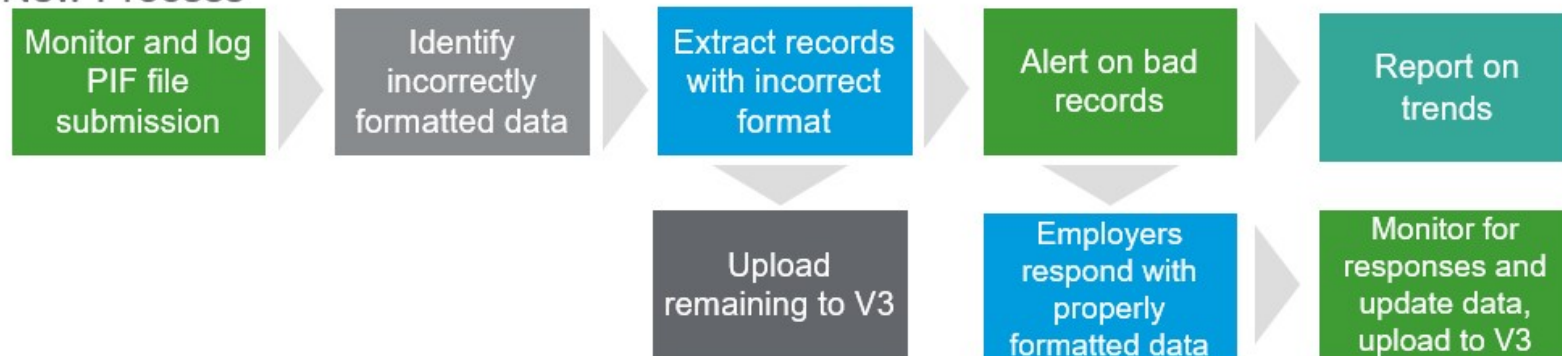 Process
Monitor and log
PIF file
submission
Identify
incorrectly
formatted data
Extract records
with incorrect
format
Alert on bad
records
Report on
trends
Upload
remaining to V3
Employers
respond with
properly
formatted data
Monitor for
responses and
update data,
upload to V3